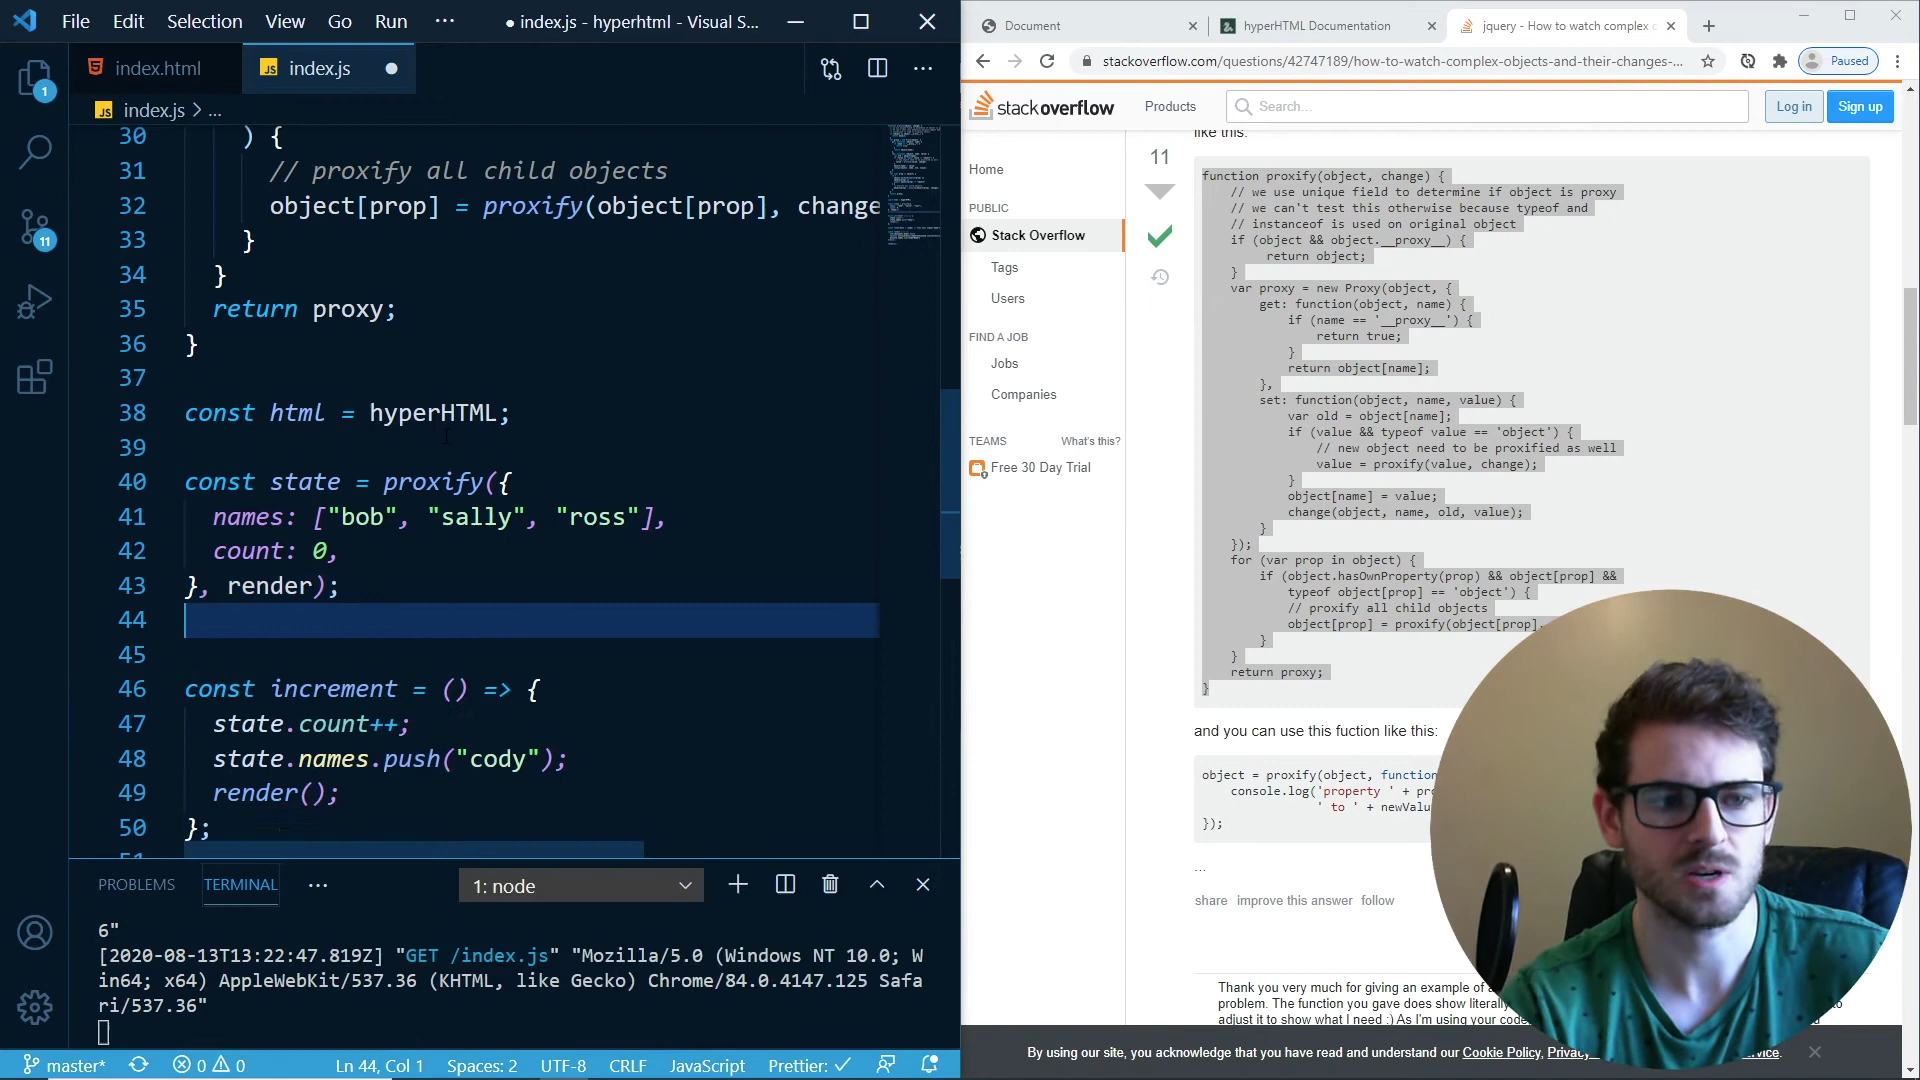 File Edit Selection View Go Run ··· ● index.js - hyperhtml - Visual S...
index.html
JS index.js ●
JS index.js > ...
30 ) {
31 // proxify all child objects
32 object[prop] = proxify(object[prop], change
33 }
34 }
35 return proxy;
36 }
37
38 const html = hyperHTML;
39
40 const state = proxify({
41 names: ["bob", "sally", "ross"],
42 count: 0,
43 }, render);
44
45
46 const increment = () => {
47 state.count++;
48 state.names.push("cody");
49 render();
50 };
51
1
11
PROBLEMS TERMINAL ··· 1: node
6"
[2020-08-13T13:22:47.819Z] "GET /index.js" "Mozilla/5.0 (Windows NT 10.0; W
in64; x64) AppleWebKit/537.36 (KHTML, like Gecko) Chrome/84.0.4147.125 Safa
ri/537.36"
master* 0 0 Ln 44, Col 1 Spaces: 2 UTF-8 CRLF JavaScript Prettier: ✓
Document
hyperHTML Documentation
jquery - How to watch complex
stackoverflow.com/questions/42747189/how-to-watch-complex-objects-and-their-changes-...
Paused
stackoverflow Products Search... Log in Sign up
Home
PUBLIC
Stack Overflow
Tags
Users
FIND A JOB
Jobs
Companies
TEAMS What's this?
Free 30 Day Trial
like this:
11
function proxify(object, change) {
// we use unique field to determine if object is proxy
// we can't test this otherwise because typeof and
// instanceof is used on original object
if (object && object.__proxy__) {
return object;
}
var proxy = new Proxy(object, {
get: function(object, name) {
if (name == '__proxy__') {
return true;
}
return object[name];
},
set: function(object, name, value) {
var old = object[name];
if (value && typeof value == 'object') {
// new object need to be proxified as well
value = proxify(value, change);
}
object[name] = value;
change(object, name, old, value);
}
});
for (var prop in object) {
if (object.hasOwnProperty(prop) && object[prop] &&
typeof object[prop] == 'object') {
// proxify all child objects
object[prop] = proxify(object[prop]
}
}
return proxy;
}
and you can use this fuction like this:
object = proxify(object, function
console.log('property ' +
' to ' +
});
...
share improve this answer follow
Thank you very much for giving an example of
problem. The function you gave does show
adjust it to show what I need :) As I'm using your
By using our site, you acknowledge that you have read and understand our Cookie Policy,